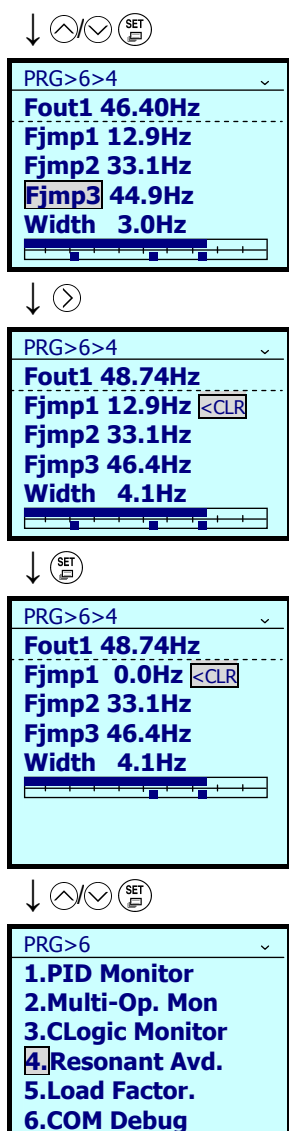 ↓ SET
PRG>6>4
Fout1 46.40Hz
Fjmp1 12.9Hz
Fjmp2 33.1Hz
Fjmp3 44.9Hz
Width 3.0Hz
↓
PRG>6>4
Fout1 48.74Hz
Fjmp1 12.9Hz <CLR
Fjmp2 33.1Hz
Fjmp3 46.4Hz
Width 4.1Hz
↓ SET
PRG>6>4
Fout1 48.74Hz
Fjmp1 0.0Hz <CLR
Fjmp2 33.1Hz
Fjmp3 46.4Hz
Width 4.1Hz
↓ SET
PRG>6
1.PID Monitor
2.Multi-Op. Mon
3.CLogic Monitor
4.Resonant Avd.
5.Load Factor.
6.COM Debug